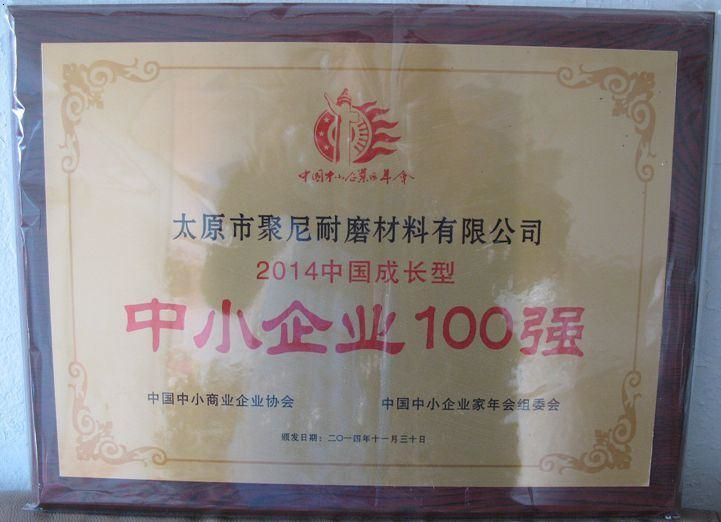 中国中小企业家年会
太原市聚尼耐磨材料有限公司
2014中国成长型
中小企业100强
中国中小商业企业协会 中国中小企业家年会组委会
颁发日期：二〇一四年十一月三十日